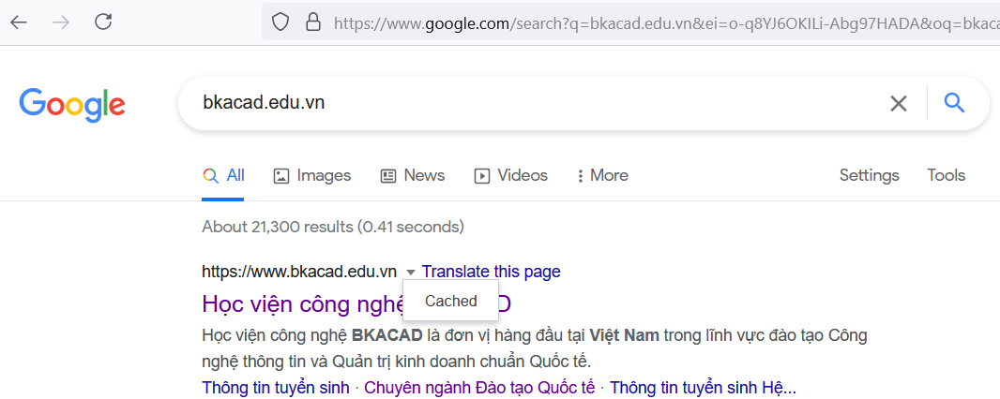 https://www.google.com/search?q=bkacad.edu.vn&ei=o-q8YJ6OKILi-Abg97HADA&oq=bkaca
Google
bkacad.edu.vn
All Images News Videos More Settings Tools
About 21,300 results (0.41 seconds)
https://www.bkacad.edu.vn Translate this page
Cached
Học viện công nghệ D
Học viện công nghệ BKACAD là đơn vị hàng đầu tại Việt Nam trong lĩnh vực đào tạo Công
nghệ thông tin và Quản trị kinh doanh chuẩn Quốc tế.
Thông tin tuyển sinh · Chuyên ngành Đào tạo Quốc tế · Thông tin tuyển sinh Hệ...